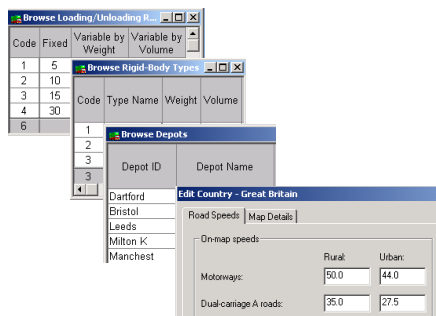 Browse Loading/Unloading R...
Code Fixed Variable by Weight Variable by Volume
1 5
2 10
3 15
4 30
6
Browse Rigid-Body Types
Code Type Name Weight Volume
1
2
3
3
Browse Depots
Depot ID Depot Name
Dartford
Bristol
Leeds
Milton K
Manchest
Edit Country - Great Britain
Road Speeds Map Details
On-map speeds
Rural: Urban:
Motorways: 50.0 44.0
Dual-carriage A roads: 35.0 27.5